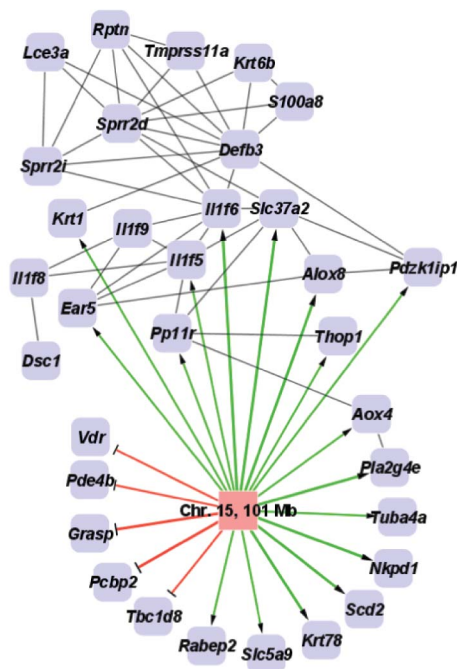 Rptn
Lce3a
Tmprss11a
Krt6b
S100a8
Sprr2d
Defb3
Sprr2i
Krt1
Il1f6
Slc37a2
Il1f9
Il1f5
Il1f8
Alox8
Pdzk1ip1
Ear5
Pp11r
Thop1
Dsc1
Aox4
Vdr
Pla2g4e
Pde4b
Chr. 15, 101 Mb
Tuba4a
Grasp
Nkpd1
Pcbp2
Scd2
Tbc1d8
Rabep2
Slc5a9
Krt78